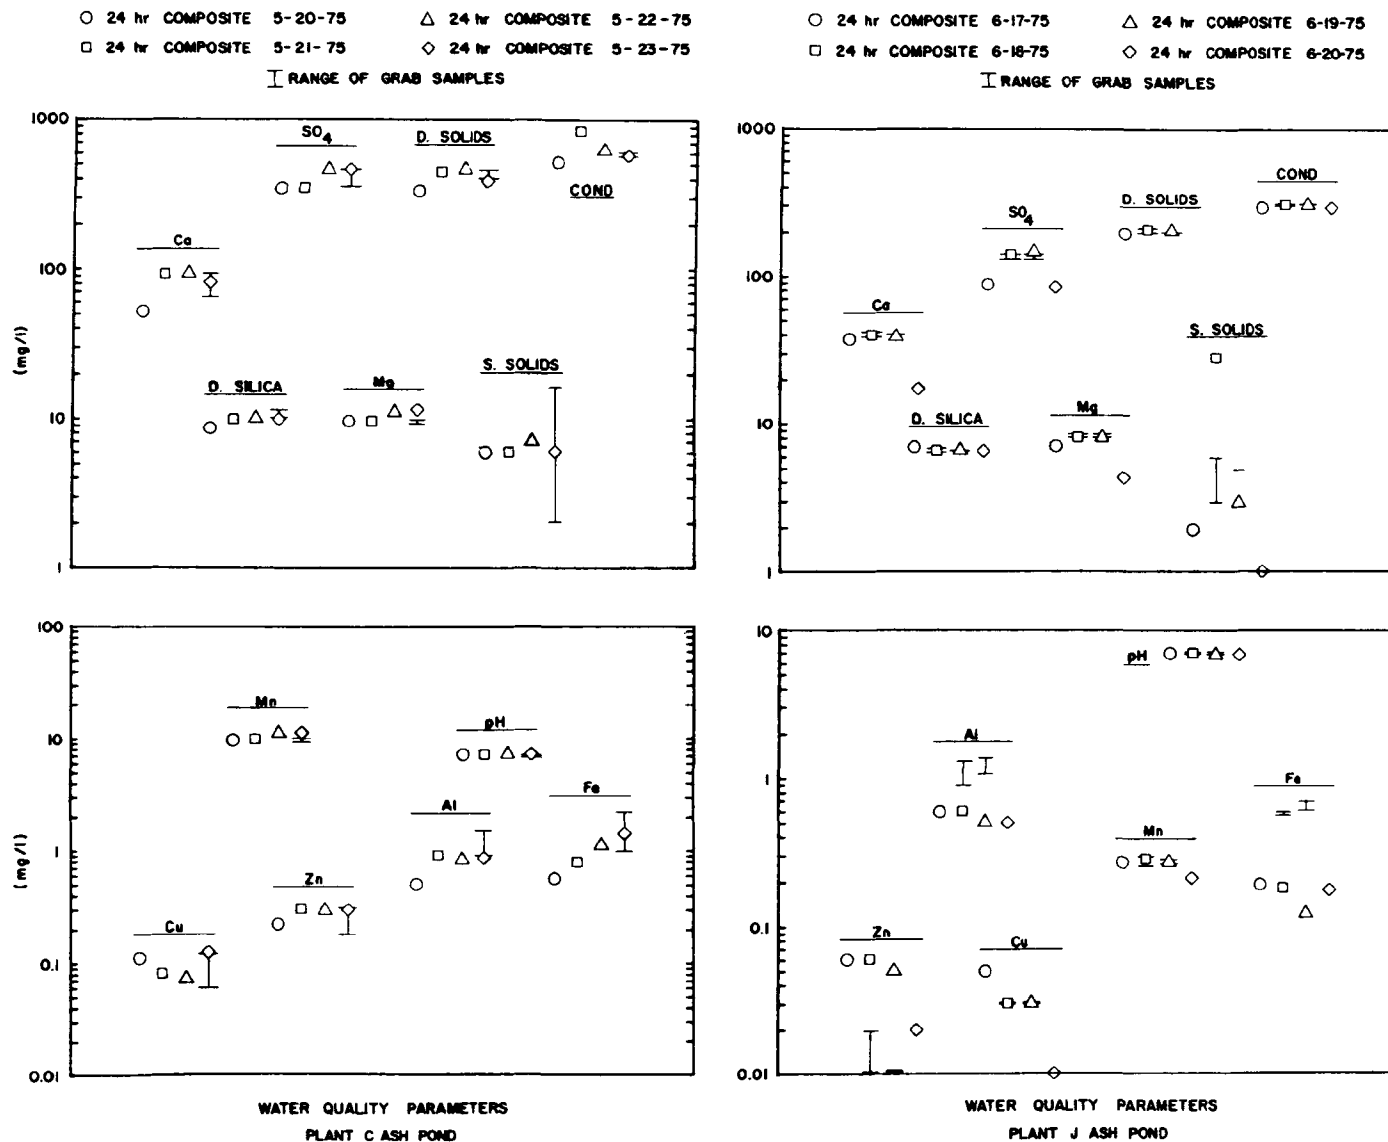 24 hr COMPOSITE 5-20-75
24 hr COMPOSITE 5-22-75
24 hr COMPOSITE 5-21-75
24 hr COMPOSITE 5-23-75
RANGE OF GRAB SAMPLES
1000
100
10
1
(mg/l)
SO4
D. SOLIDS
COND
Ca
D. SILICA
Mg
S. SOLIDS
100
10
1
0.1
0.01
(mg/l)
Mn
pH
Fe
Al
Zn
Cu
WATER QUALITY PARAMETERS
PLANT C ASH POND
24 hr COMPOSITE 6-17-75
24 hr COMPOSITE 6-19-75
24 hr COMPOSITE 6-18-75
24 hr COMPOSITE 6-20-75
RANGE OF GRAB SAMPLES
1000
100
10
1
COND
D. SOLIDS
SO4
Ca
S. SOLIDS
D. SILICA
Mg
10
1
0.1
0.01
pH
Al
Fe
Mn
Zn
Cu
WATER QUALITY PARAMETERS
PLANT J ASH POND